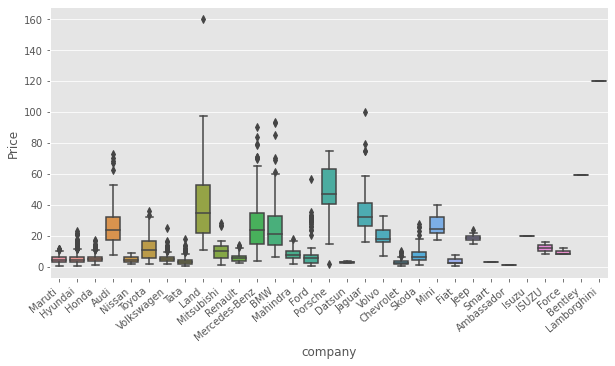 160
140
120
100
80
60
40
20
0
Price
Maruti
Hyundai
Honda
Audi
Nissan
Toyota
Volkswagen
Tata
Land
Mitsubishi
Renault
Mercedes-Benz
BMW
Mahindra
Ford
Porsche
Datsun
Jaguar
Volvo
Chevrolet
Skoda
Mini
Fiat
Jeep
Smart
Ambassador
Isuzu
ISUZU
Force
Bentley
Lamborghini
company